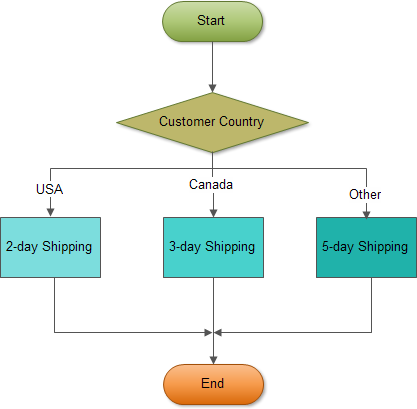 Start
Customer Country
USA
Canada
Other
2-day Shipping
3-day Shipping
5-day Shipping
End